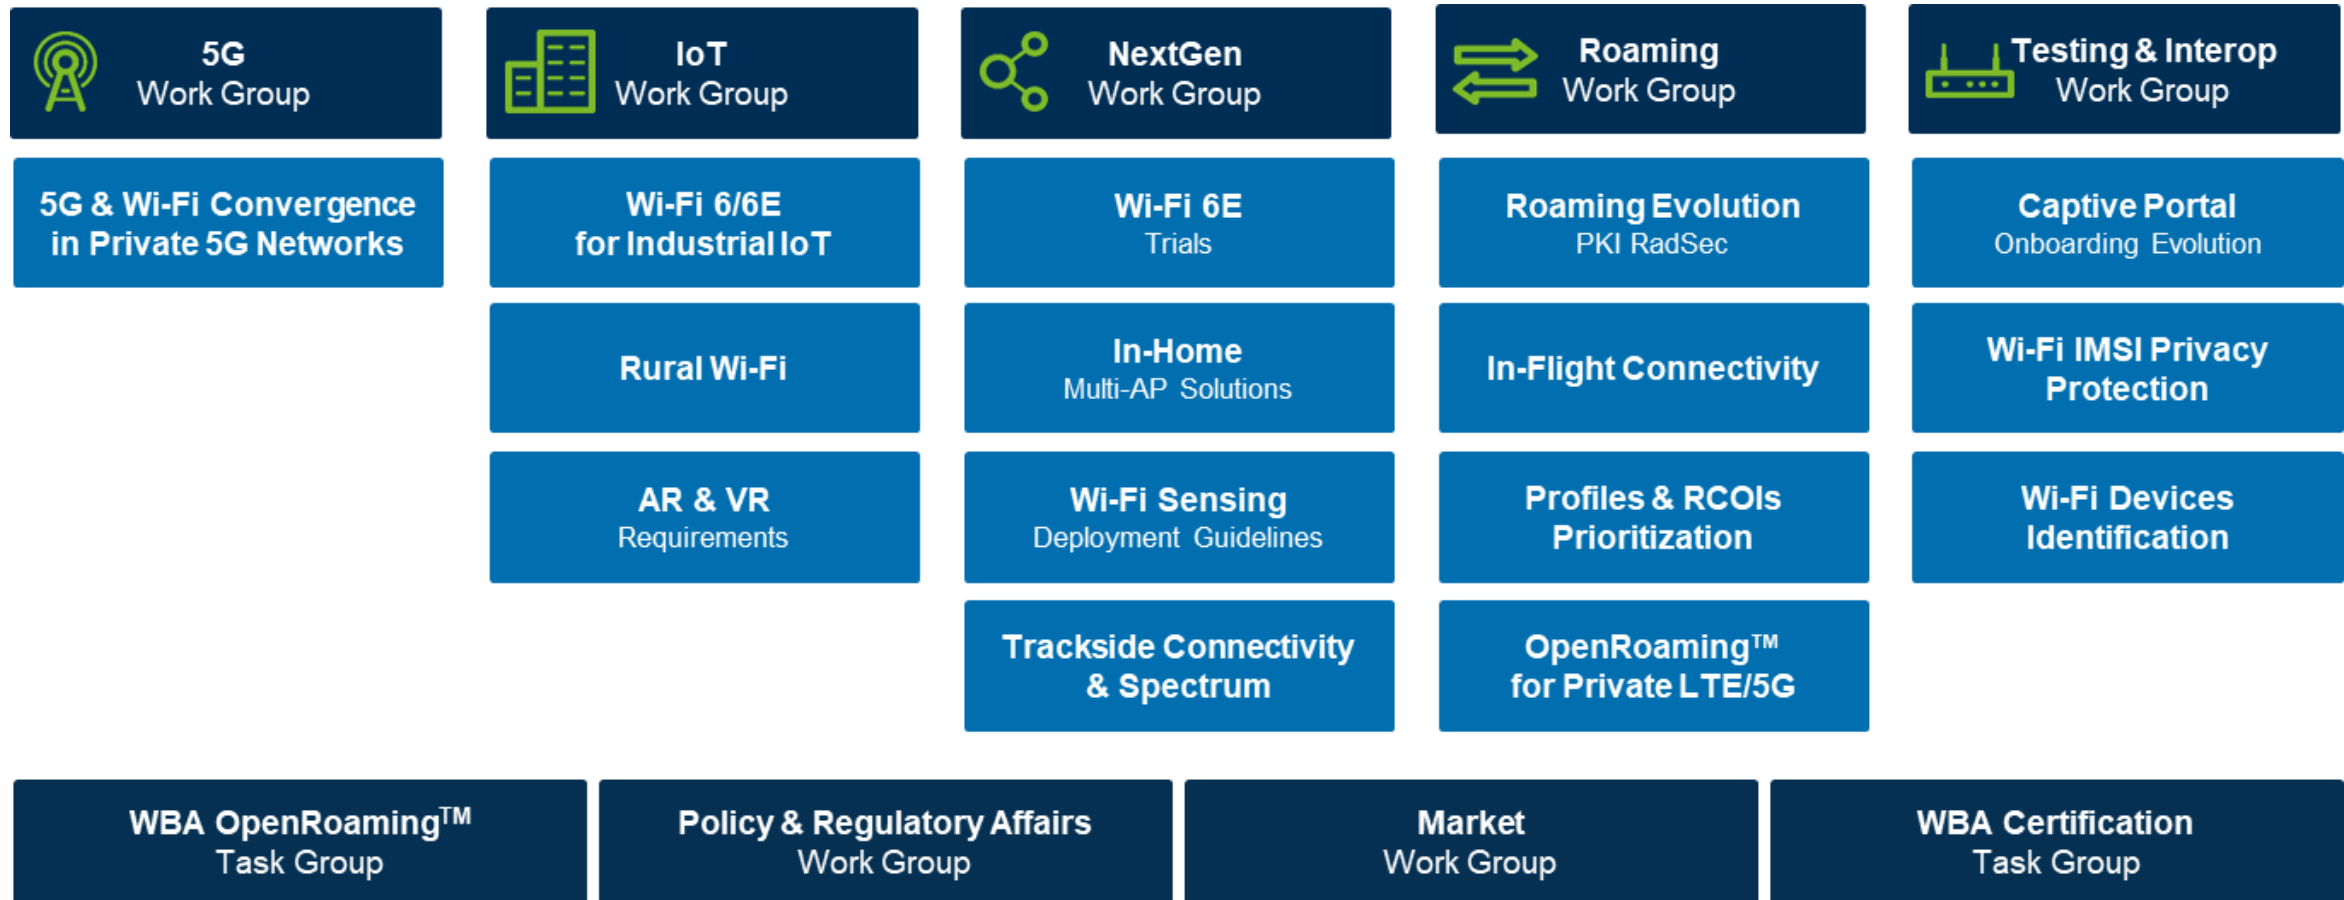 5G
Work Group
IoT
Work Group
NextGen
Work Group
Roaming
Work Group
Testing & Interop
Work Group
5G & Wi-Fi Convergence
in Private 5G Networks
Wi-Fi 6/6E
for Industrial IoT
Wi-Fi 6E
Trials
Roaming Evolution
PKI RadSec
Captive Portal
Onboarding Evolution
Rural Wi-Fi
In-Home
Multi-AP Solutions
In-Flight Connectivity
Wi-Fi IMSI Privacy
Protection
AR & VR
Requirements
Wi-Fi Sensing
Deployment Guidelines
Profiles & RCOIs
Prioritization
Wi-Fi Devices
Identification
Trackside Connectivity
& Spectrum
OpenRoaming™
for Private LTE/5G
WBA OpenRoaming™
Task Group
Policy & Regulatory Affairs
Work Group
Market
Work Group
WBA Certification
Task Group